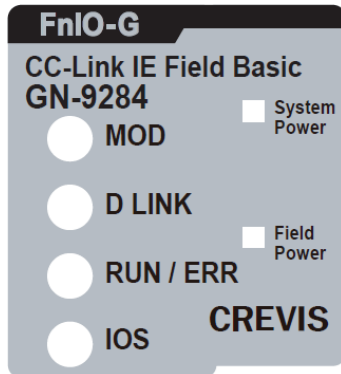 FnIO-G
CC-Link IE Field Basic
GN-9284
System
Power
MOD
D LINK
Field
Power
RUN / ERR
CREVIS
IOS